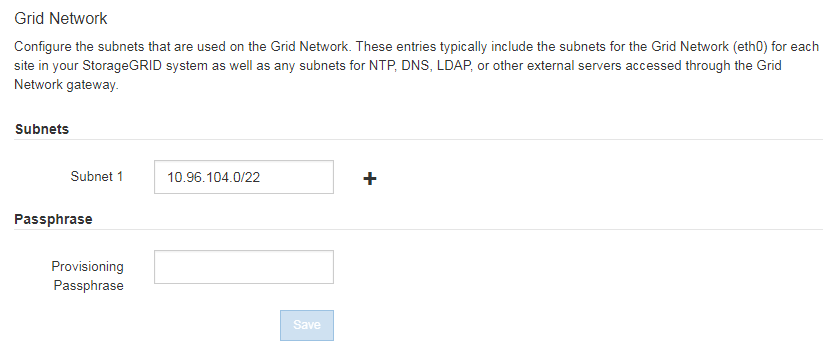 Grid Network
Configure the subnets that are used on the Grid Network. These entries typically include the subnets for the Grid Network (eth0) for each
site in your StorageGRID system as well as any subnets for NTP, DNS, LDAP, or other external servers accessed through the Grid
Network gateway.
Subnets
Subnet 1 10.96.104.0/22 +
Passphrase
Provisioning
Passphrase
Save